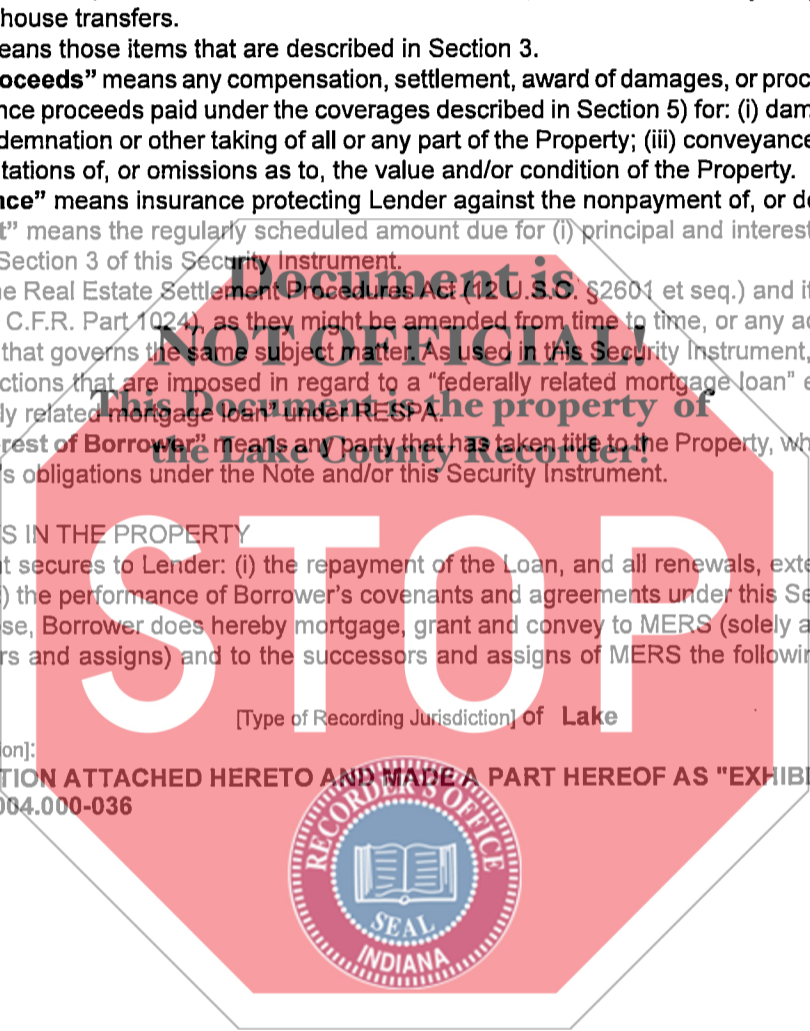 house transfers.
eans those items that are described in Section 3.
oceeds” means any compensation, settlement, award of damages, or proc
nce proceeds paid under the coverages described in Section 5) for: (i) dam
demnation or other taking of all or any part of the Property; (iii) conveyance
tations of, or omissions as to, the value and/or condition of the Property.
nce” means insurance protecting Lender against the nonpayment of, or de
t” means the regularly scheduled amount due for (i) principal and interest
Section 3 of this Security Instrument.
Document is
e Real Estate Settlement Procedures Act (12 U.S.C. §2601 et seq.) and it
C.F.R. Part 1024), as they might be amended from time to time, or any ad
NOT OFFICIAL!
that governs the same subject matter. As used in this Security Instrument,
ctions that are imposed in regard to a “federally related mortgage loan” e
This Document is the property of
ly related mortgage loan” under RESPA.
rest of Borrower” means any party that has taken title to the Property, wh
the Lake County Recorder!
s obligations under the Note and/or this Security Instrument.
S IN THE PROPERTY
STOP
t secures to Lender: (i) the repayment of the Loan, and all renewals, exte
) the performance of Borrower’s covenants and agreements under this Se
se, Borrower does hereby mortgage, grant and convey to MERS (solely a
rs and assigns) and to the successors and assigns of MERS the followin
[Type of Recording Jurisdiction] of Lake
on]:
TION ATTACHED HERETO AND MADE A PART HEREOF AS "EXHIBI
004.000-036
RECORDER'S OFFICE
SEAL
INDIANA